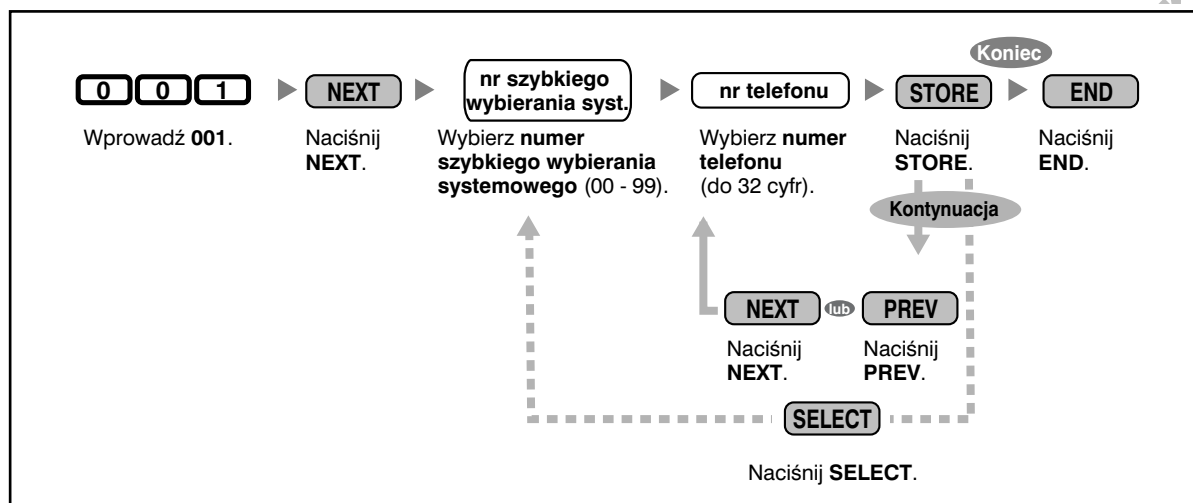 Koniec
0 0 1
NEXT
nr szybkiego
wybierania syst.
nr telefonu
STORE
END
Wprowadź 001.
Naciśnij
NEXT.
Wybierz numer
szybkiego wybierania
systemowego (00 - 99).
Wybierz numer
telefonu
(do 32 cyfr).
Naciśnij
STORE.
Naciśnij
END.
Kontynuacja
NEXT
lub
PREV
Naciśnij
NEXT.
Naciśnij
PREV.
SELECT
Naciśnij SELECT.